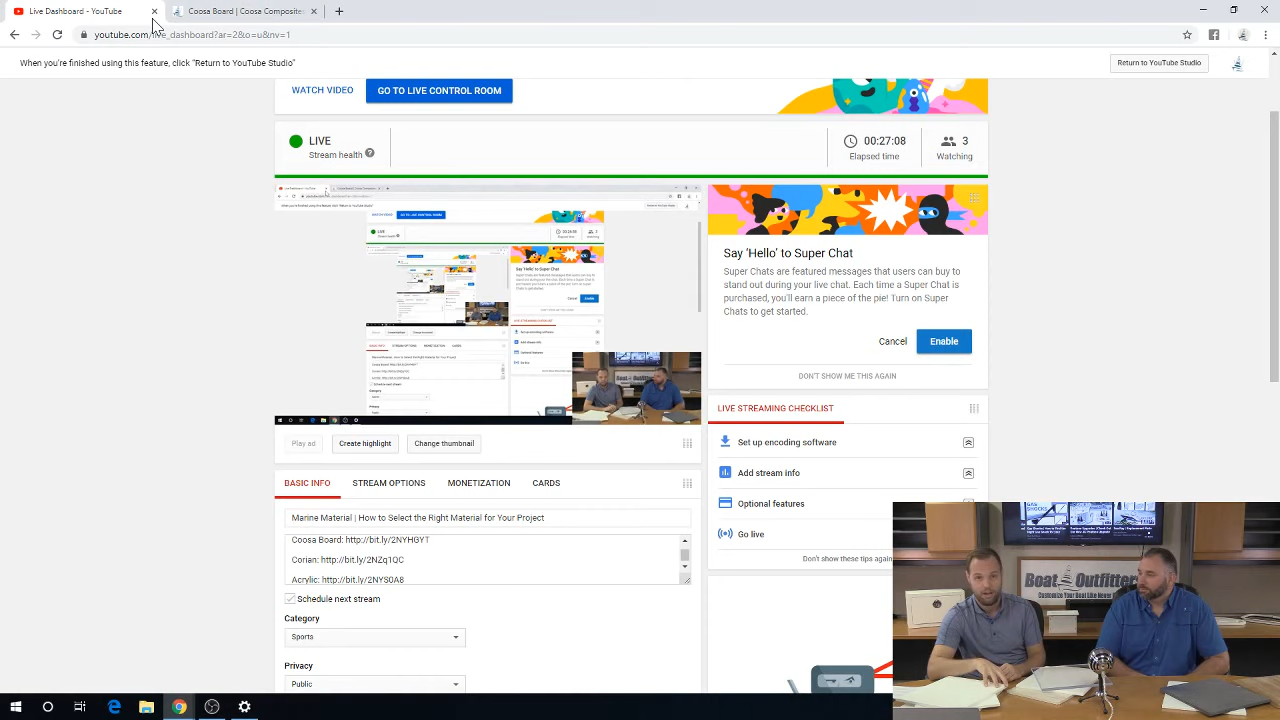 Live Dashboard - YouTube
Coosa Board | Coosa Composite
youtube.com/live_dashboard?ar=2&o=u&nv=1
When you're finished using this feature, click "Return to YouTube Studio"
Return to YouTube Studio
WATCH VIDEO
GO TO LIVE CONTROL ROOM
LIVE
Stream health
00:27:08
Elapsed time
3
Watching
Say 'Hello' to Super Chat
Super Chats are featured messages that users can buy to
stand out during your live chat. Each time a Super Chat is
purchased, you'll earn a piece of the pie! Turn on Super
Chats to get started.
Cancel
Enable
DON'T SHOW ME THIS AGAIN
LIVE STREAMING CHECKLIST
Set up encoding software
Add stream info
Optional features
Go live
Don't show these tips again
Play ad
Create highlight
Change thumbnail
BASIC INFO
STREAM OPTIONS
MONETIZATION
CARDS
Marine Material | How to Select the Right Material for Your Project
Corian: http://bit.ly/2NZq1QC
Acrylic: http://bit.ly/2NYS0A8
Schedule next stream
Category
Sports
Privacy
Public
Boat Outfitters
Customize Your Boat Like Never